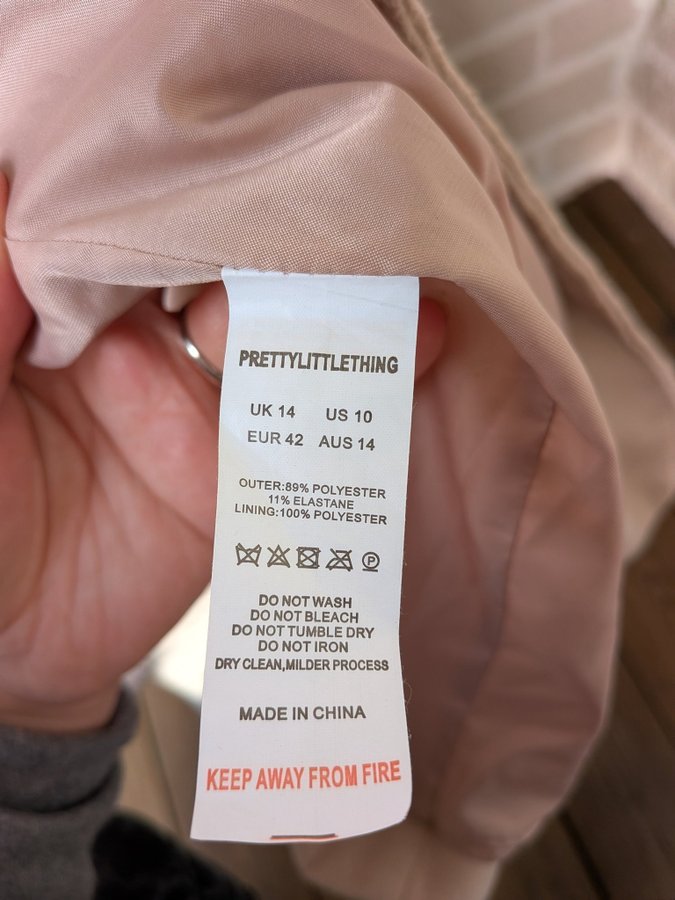 PRETTYLITTLETHING
UK 14 US 10
EUR 42 AUS 14
OUTER:89% POLYESTER
11% ELASTANE
LINING:100% POLYESTER
P
DO NOT WASH
DO NOT BLEACH
DO NOT TUMBLE DRY
DO NOT IRON
DRY CLEAN,MILDER PROCESS
MADE IN CHINA
KEEP AWAY FROM FIRE